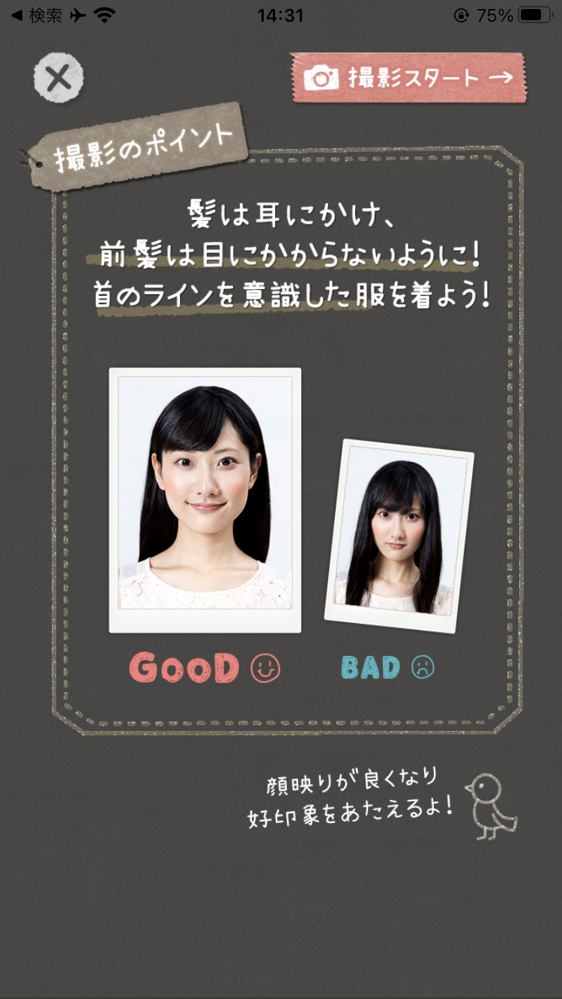 ◀ 検索
14:31
75%
撮影スタート →
撮影のポイント
髪は耳にかけ、
前髪は目にかからないように!
首のラインを意識した服を着よう!
GOOD
BAD
顔映りが良くなり
好印象をあたえるよ!